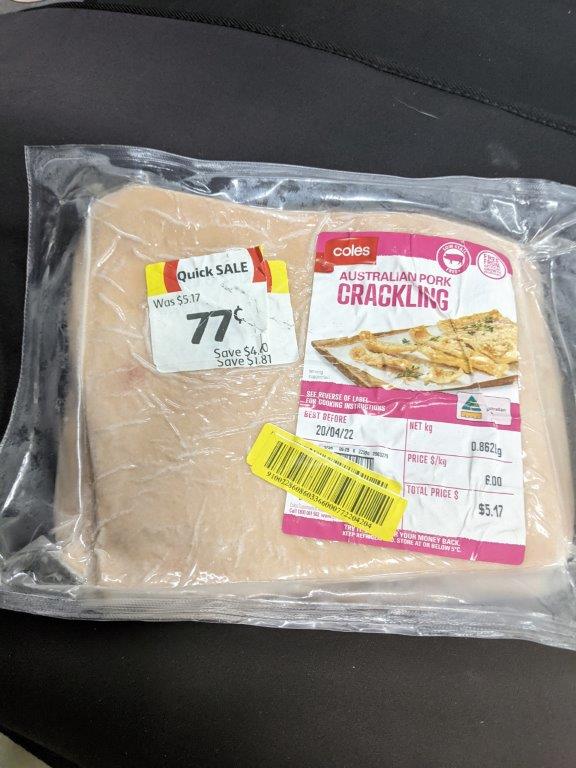 Quick SALE
Was $5.17
77¢
Save $4.40
Save $1.81
coles
AUSTRALIAN PORK
CRACKLING
SEE REVERSE OF LABEL
FOR COOKING INSTRUCTIONS
BEST BEFORE
20/04/22
NET kg
0.862kg
PRICE $/kg
6.00
TOTAL PRICE $
$5.17
YOUR MONEY BACK.
KEEP REFRIG
STORE AT OR BELOW 5°C.